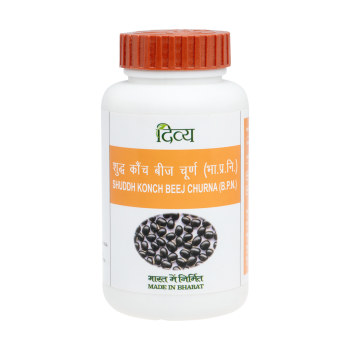 दिव्य
शुद्ध कौंच बीज चूर्ण (भा.प्र.नि.)
SHUDDH KONCH BEEJ CHURNA (B.P.N.)
भारत में निर्मित
MADE IN BHARAT